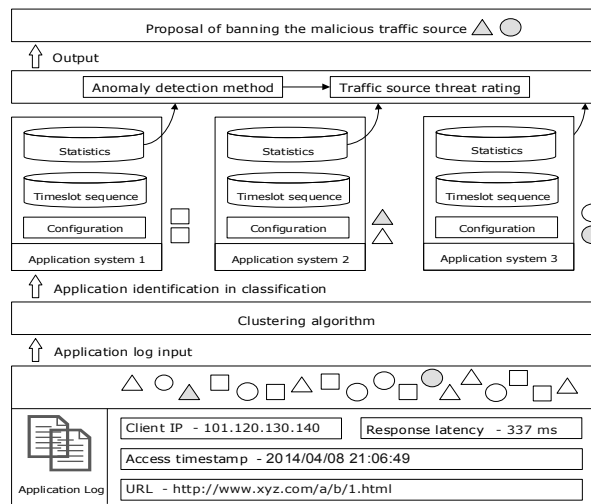 Proposal of banning the malicious traffic source
Output
Anomaly detection method
Traffic source threat rating
Statistics
Timeslot sequence
Configuration
Application system 1
Statistics
Timeslot sequence
Configuration
Application system 2
Statistics
Timeslot sequence
Configuration
Application system 3
Application identification in classification
Clustering algorithm
Application log input
Application Log
Client IP - 101.120.130.140
Response latency - 337 ms
Access timestamp - 2014/04/08 21:06:49
URL - http://www.xyz.com/a/b/1.html